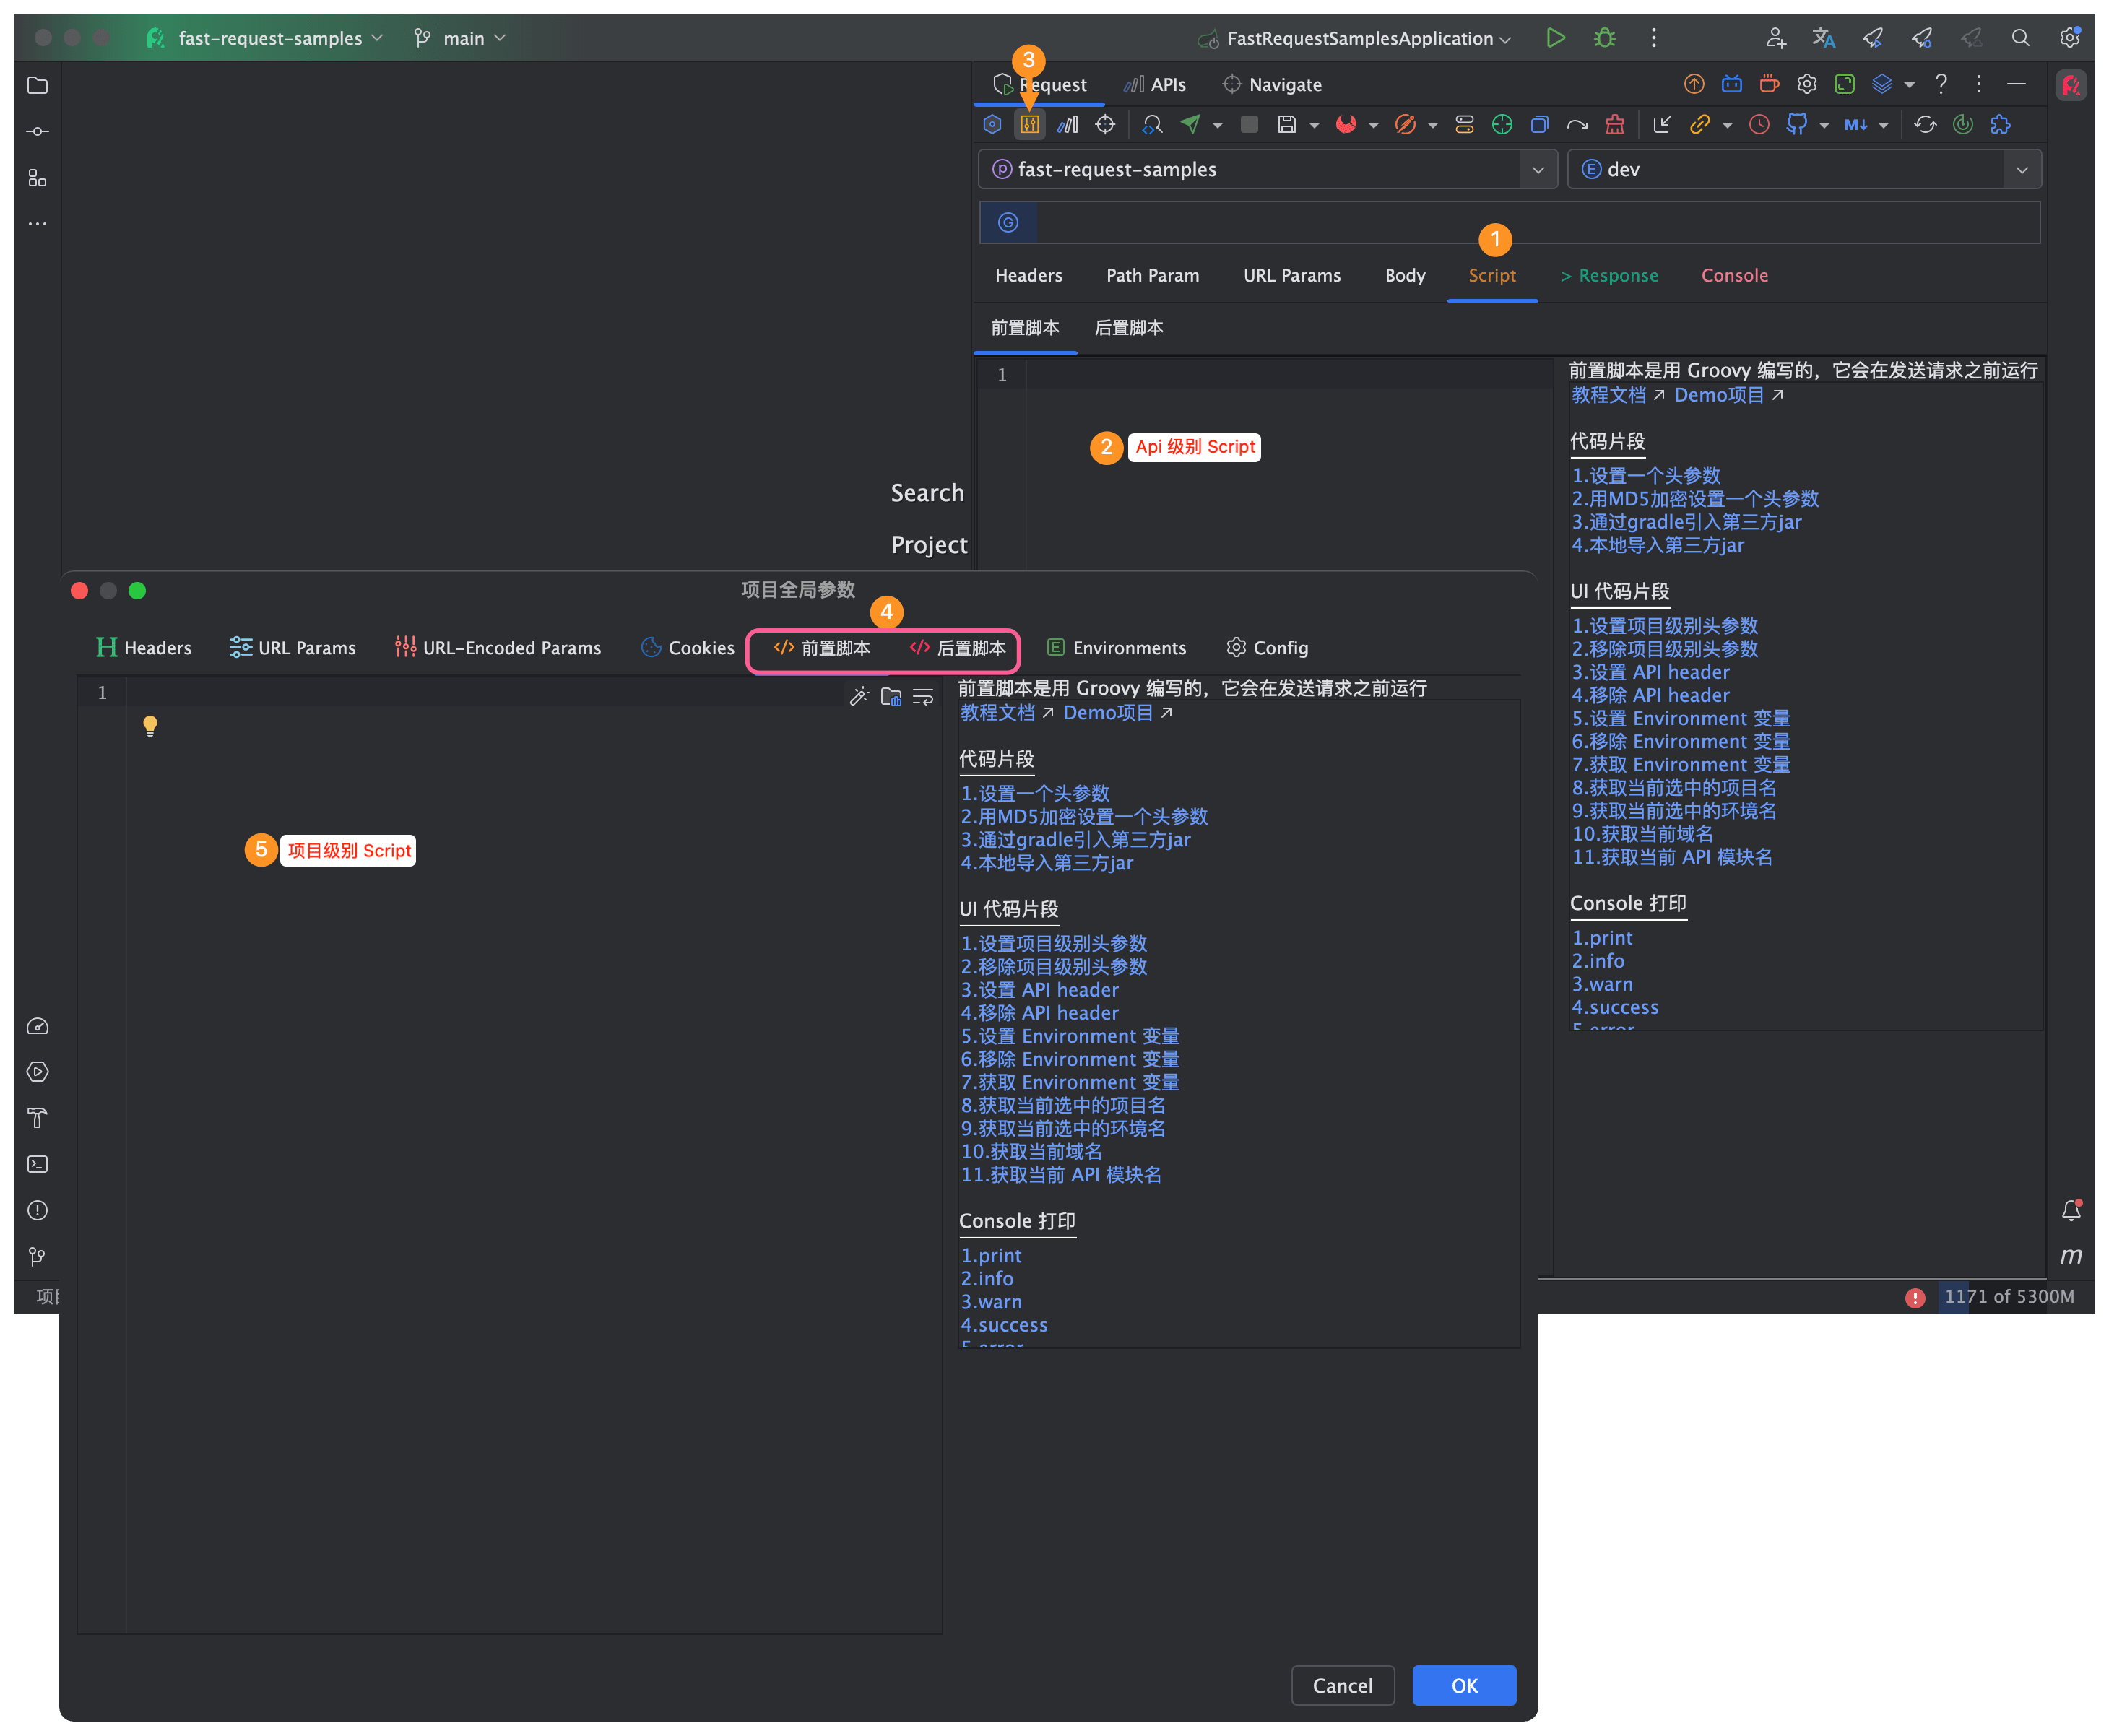 fast-request-samples
main
FastRequestSamplesApplication
3
Request
APIs
Navigate
M↓
P fast-request-samples
E dev
G
1
Headers
Path Param
URL Params
Body
Script
> Response
Console
前置脚本
后置脚本
1
前置脚本是用 Groovy 编写的，它会在发送请求之前运行
教程文档 ↗ Demo项目 ↗
2 Api 级别 Script
代码片段
1.设置一个头参数
2.用MD5加密设置一个头参数
3.通过gradle引入第三方jar
4.本地导入第三方jar
Search
Project
UI 代码片段
1.设置项目级别头参数
2.移除项目级别头参数
3.设置 API header
4.移除 API header
5.设置 Environment 变量
6.移除 Environment 变量
7.获取 Environment 变量
8.获取当前选中的项目名
9.获取当前选中的环境名
10.获取当前域名
11.获取当前 API 模块名
Console 打印
1.print
2.info
3.warn
4.success
5.error
项目全局参数
4
Headers
URL Params
URL-Encoded Params
Cookies
前置脚本
后置脚本
E Environments
Config
1
前置脚本是用 Groovy 编写的，它会在发送请求之前运行
教程文档 ↗ Demo项目 ↗
5 项目级别 Script
代码片段
1.设置一个头参数
2.用MD5加密设置一个头参数
3.通过gradle引入第三方jar
4.本地导入第三方jar
UI 代码片段
1.设置项目级别头参数
2.移除项目级别头参数
3.设置 API header
4.移除 API header
5.设置 Environment 变量
6.移除 Environment 变量
7.获取 Environment 变量
8.获取当前选中的项目名
9.获取当前选中的环境名
10.获取当前域名
11.获取当前 API 模块名
Console 打印
1.print
2.info
3.warn
4.success
5.error
m
1171 of 5300M
Cancel
OK